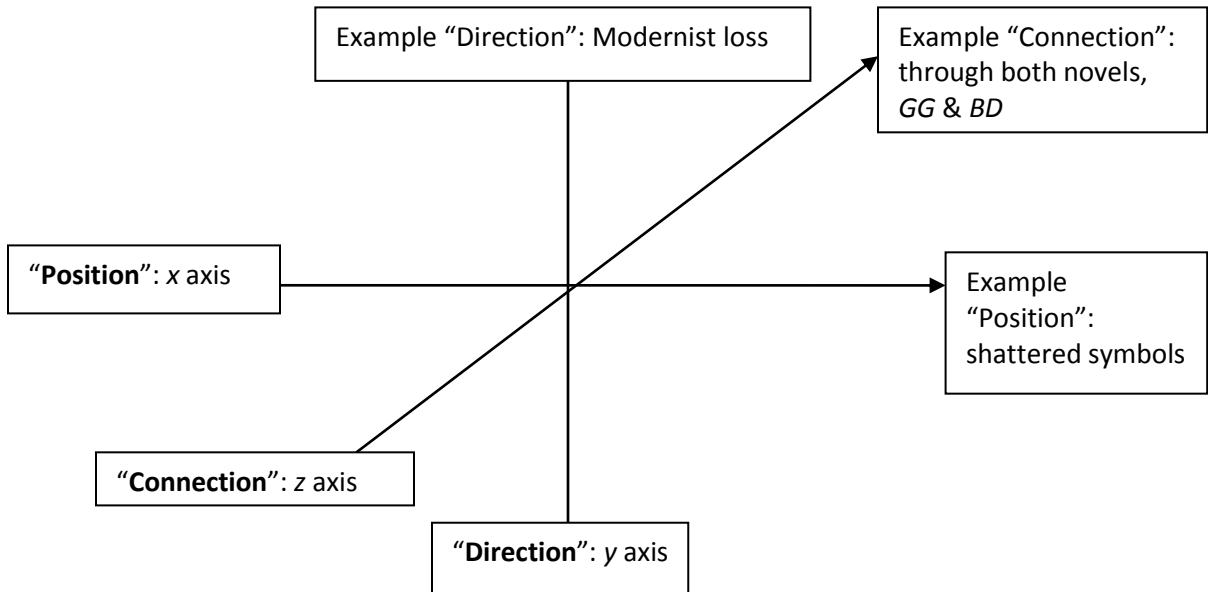 Example “Direction”: Modernist loss
Example “Connection”:
through both novels,
GG & BD
“Position”: x axis
Example
“Position”:
shattered symbols
“Connection”: z axis
“Direction”: y axis